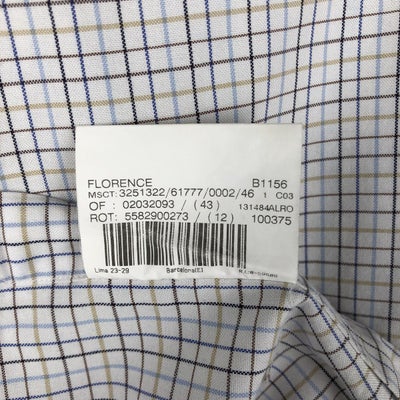 FLORENCE B1156
MSCT: 3251322/61777/0002/46 1 C03
OF : 02032093 / (43) 131484ALRO
ROT: 5582900273 / (12) 100375
Lima 23-29 Barcelona(E)